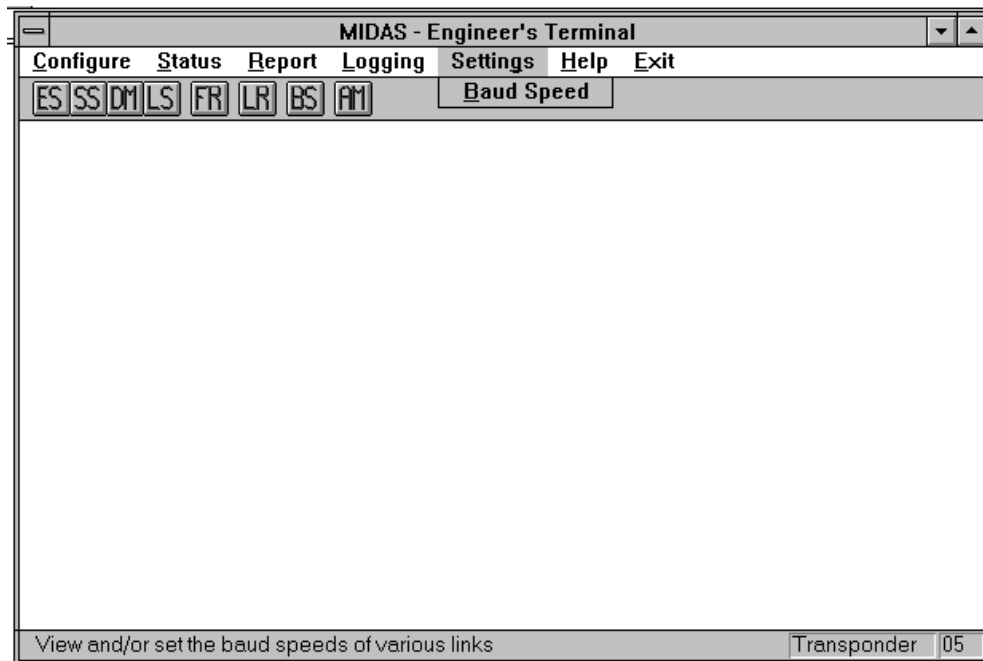 MIDAS - Engineer's Terminal
Configure Status Report Logging Settings Help Exit
ES SS DM LS FR LR BS AM
Baud Speed
View and/or set the baud speeds of various links Transponder 05